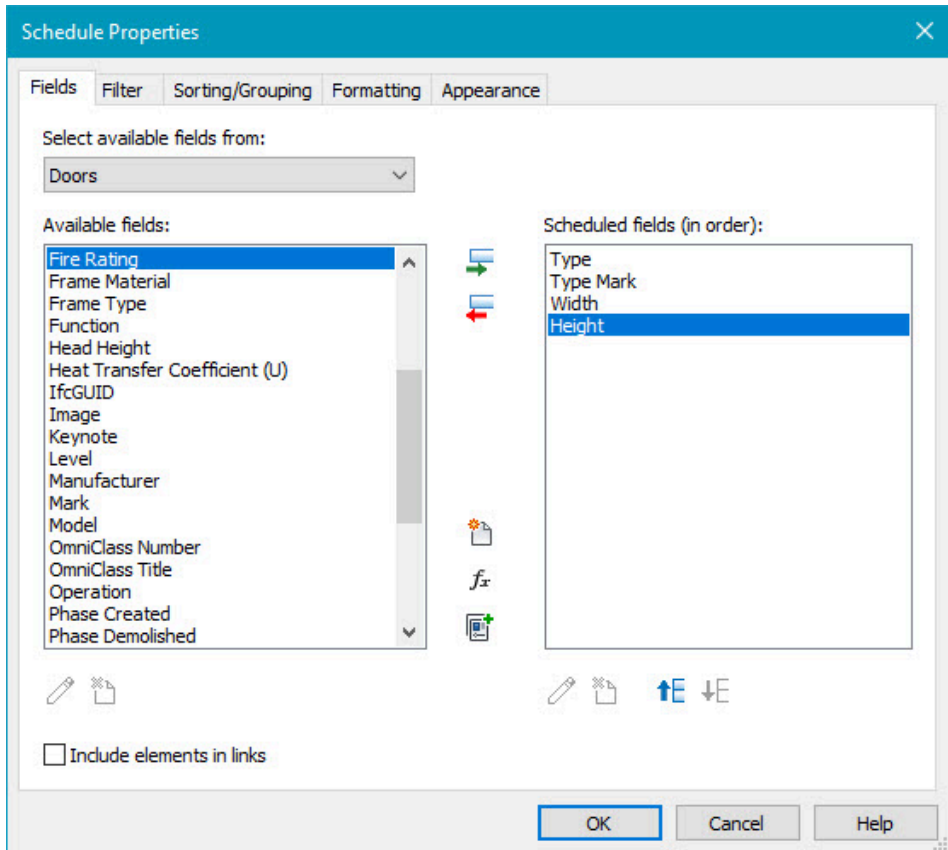 Schedule Properties
Fields Filter Sorting/Grouping Formatting Appearance
Select available fields from:
Doors
Available fields:
Fire Rating
Frame Material
Frame Type
Function
Head Height
Heat Transfer Coefficient (U)
IfcGUID
Image
Keynote
Level
Manufacturer
Mark
Model
OmniClass Number
OmniClass Title
Operation
Phase Created
Phase Demolished
fx
Scheduled fields (in order):
Type
Type Mark
Width
Height
Include elements in links
OK Cancel Help